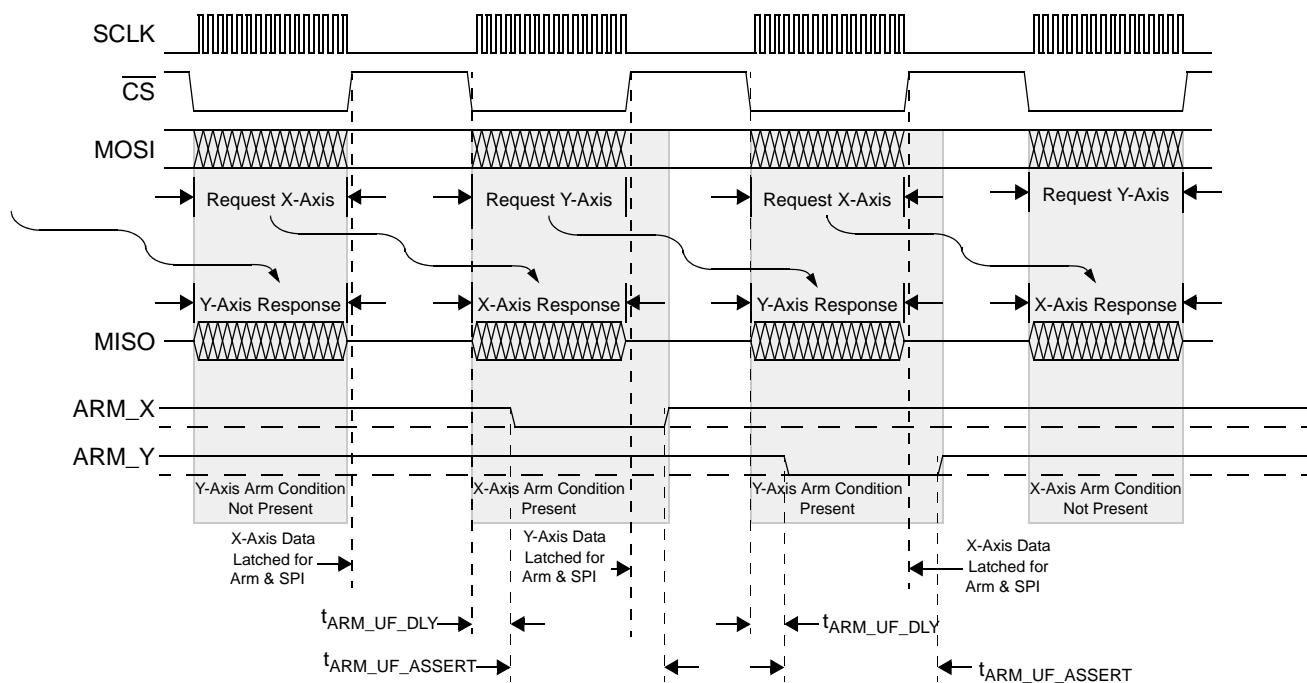 SCLK
CS
MOSI
Request X-Axis
Request Y-Axis
Request X-Axis
Request Y-Axis
Y-Axis Response
X-Axis Response
Y-Axis Response
X-Axis Response
MISO
ARM_X
ARM_Y
Y-Axis Arm Condition
Not Present
X-Axis Arm Condition
Present
Y-Axis Arm Condition
Present
X-Axis Arm Condition
Not Present
X-Axis Data
Latched for
Arm & SPI
Y-Axis Data
Latched for
Arm & SPI
X-Axis Data
Latched for
Arm & SPI
tARM_UF_DLY
tARM_UF_DLY
tARM_UF_ASSERT
tARM_UF_ASSERT